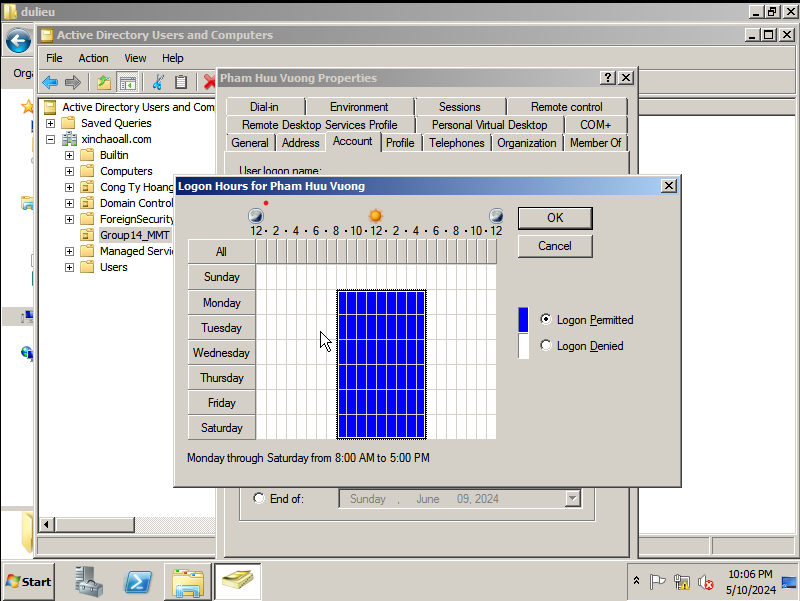 dulieu
Active Directory Users and Computers
File Action View Help
Orga
Pham Huu Vuong Properties
Active Directory Users and Com
Saved Queries
xinchaoall.com
Builtin
Computers
Cong Ty Hoang
Domain Control
ForeignSecurity
Group14_MMT
Managed Servi
Users
Dial-in Environment Sessions Remote control
Remote Desktop Services Profile Personal Virtual Desktop COM+
General Address Account Profile Telephones Organization Member Of
User logon name:
Logon Hours for Pham Huu Vuong
12 · 2 · 4 · 6 · 8 · 10 · 12 · 2 · 4 · 6 · 8 · 10 · 12
All
Sunday
Monday
Tuesday
Wednesday
Thursday
Friday
Saturday
OK
Cancel
Logon Permitted
Logon Denied
Monday through Saturday from 8:00 AM to 5:00 PM
End of: Sunday , June 09, 2024
Start
10:06 PM
5/10/2024